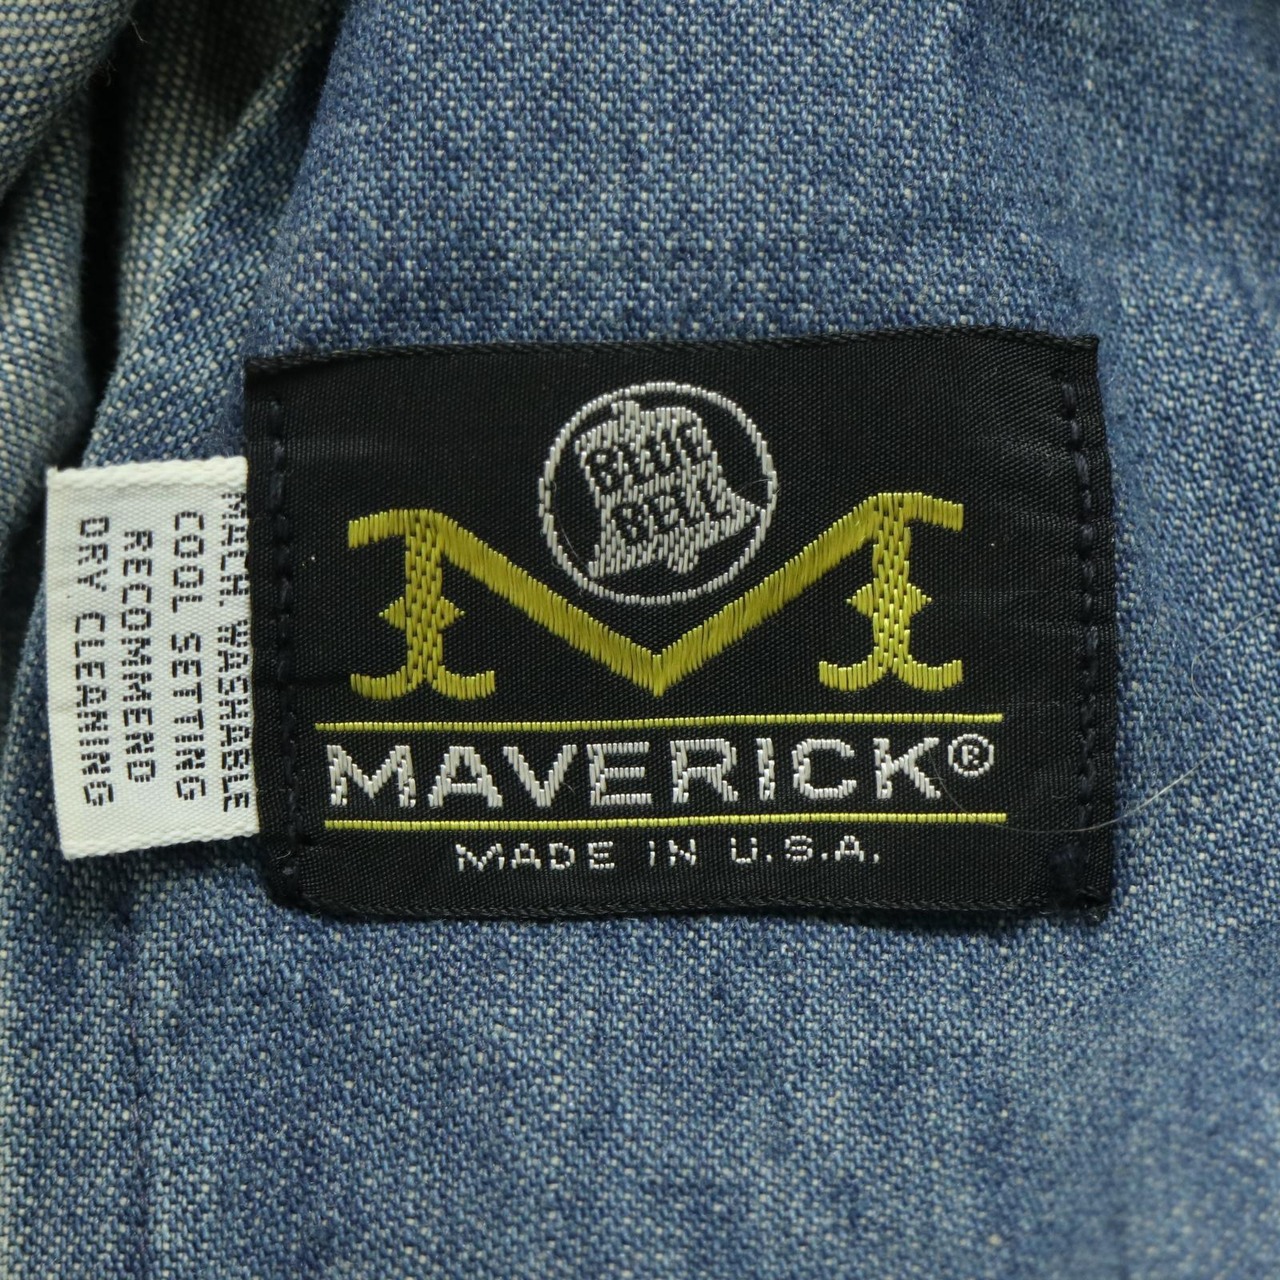 BLUE
BELL
M
MAVERICK®
MADE IN U.S.A.
MACH. WASHABLE
COOL SETTING
RECOMMEND
DRY CLEANING